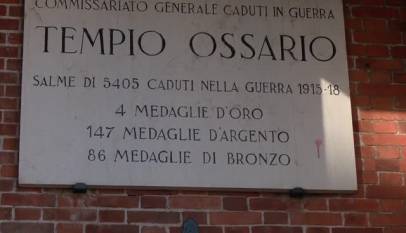 COMMISSARIATO GENERALE CADUTI IN GUERRA
TEMPIO OSSARIO
SALME DI 5405 CADUTI NELLA GUERRA 1915-18
4 MEDAGLIE D'ORO
147 MEDAGLIE D'ARGENTO
86 MEDAGLIE DI BRONZO